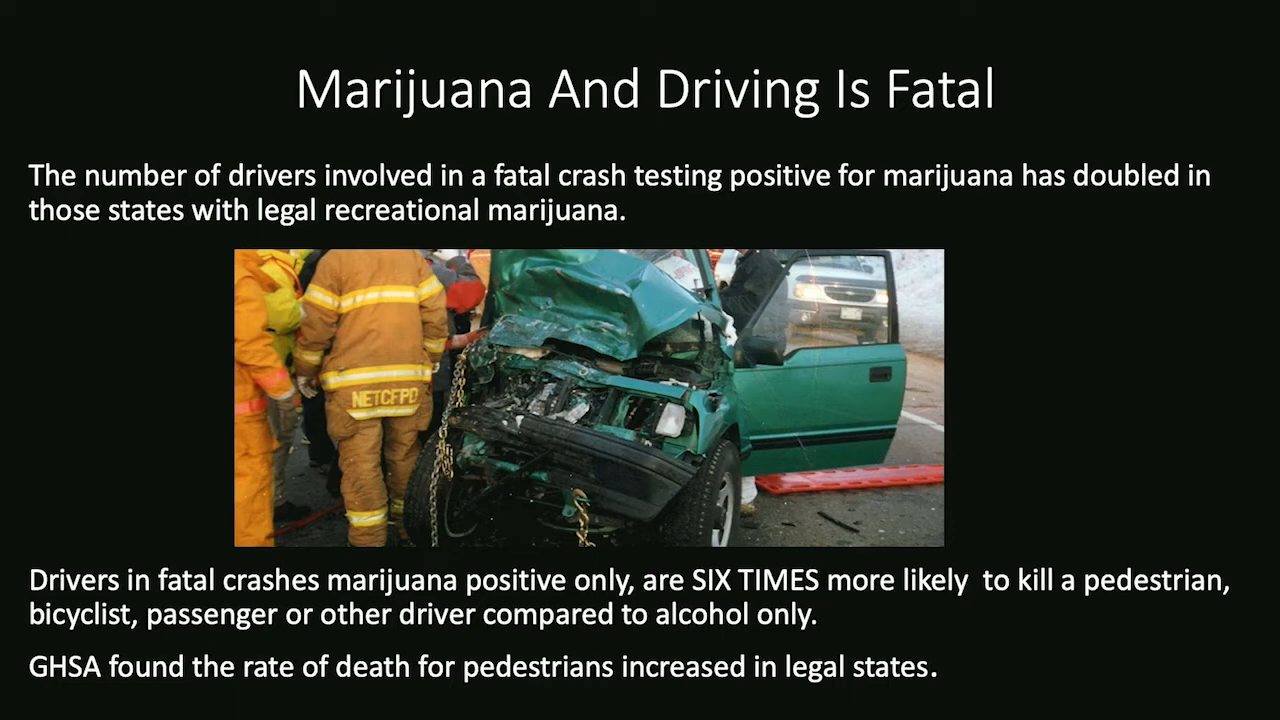 Marijuana And Driving Is Fatal
The number of drivers involved in a fatal crash testing positive for marijuana has doubled in
those states with legal recreational marijuana.
NETCFPD
Drivers in fatal crashes marijuana positive only, are SIX TIMES more likely  to kill a pedestrian,
bicyclist, passenger or other driver compared to alcohol only.
GHSA found the rate of death for pedestrians increased in legal states.